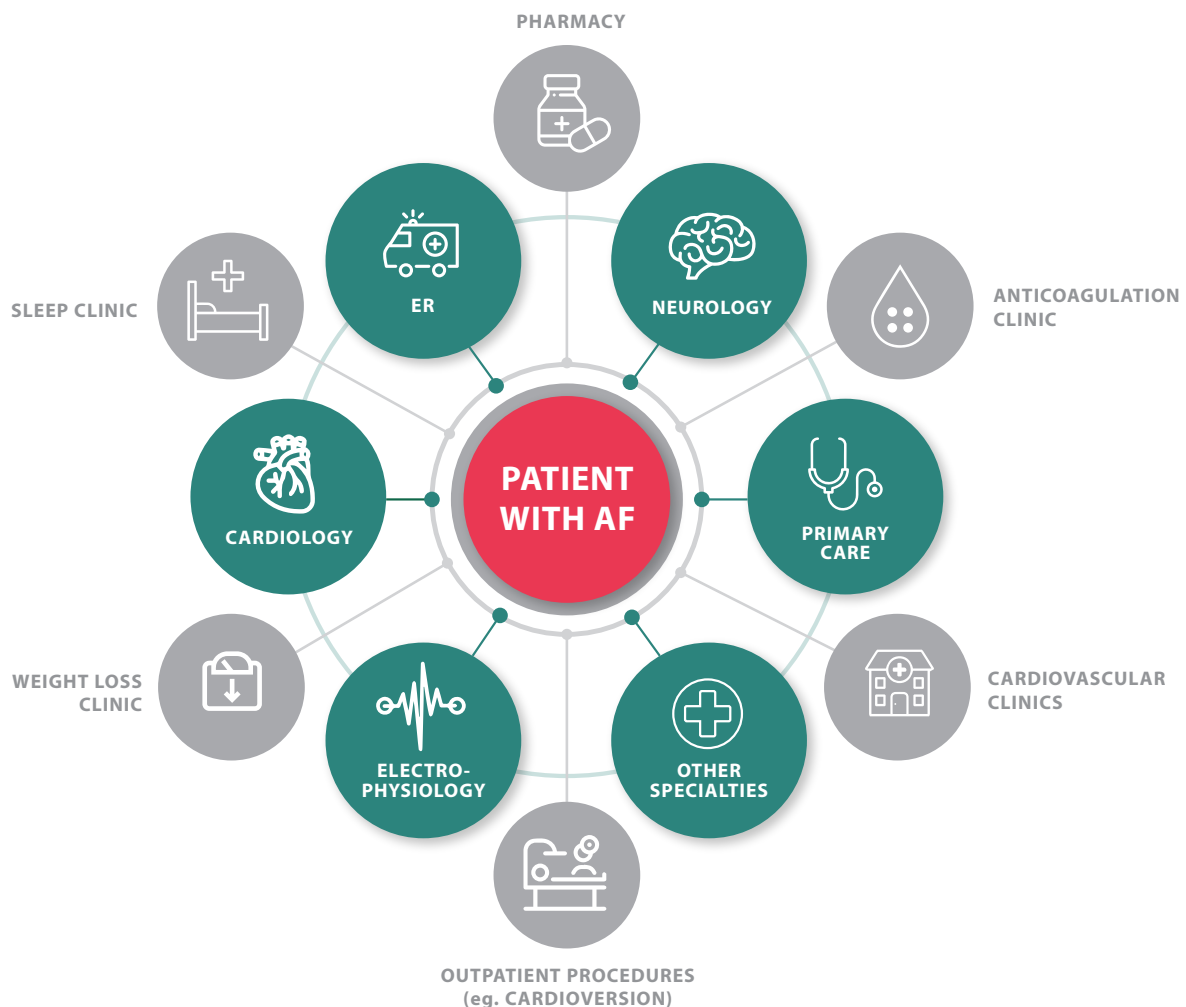 PHARMACY
ER
NEUROLOGY
SLEEP CLINIC
ANTICOAGULATION
CLINIC
CARDIOLOGY
PATIENT
WITH AF
PRIMARY
CARE
WEIGHT LOSS
CLINIC
CARDIOVASCULAR
CLINICS
ELECTRO-
PHYSIOLOGY
OTHER
SPECIALTIES
OUTPATIENT PROCEDURES
(eg. CARDIOVERSION)